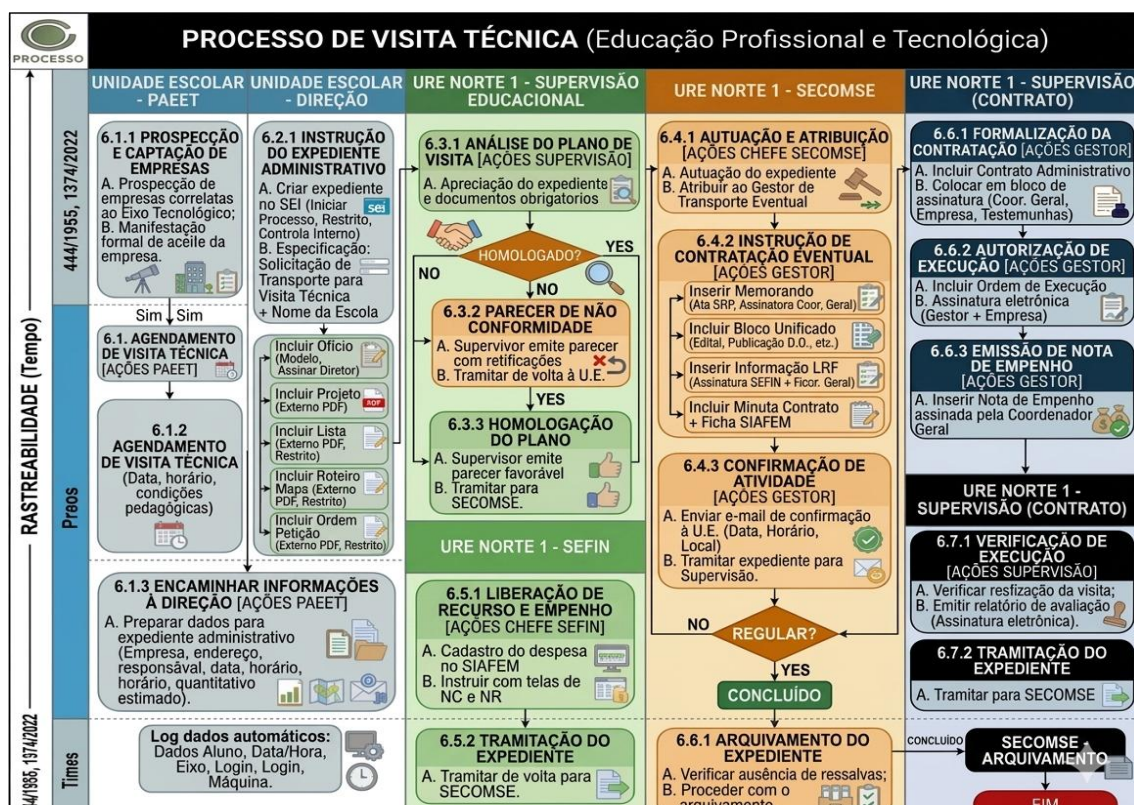 PROCESSO
PROCESSO DE VISITA TÉCNICA (Educação Profissional e Tecnológica)
RASTREABILIDADE (Tempo)
444/1955, 1374/2022
Praos
44/1985, 1974/2022
Times
UNIDADE ESCOLAR
- PAEET
6.1.1 PROSPECÇÃO
E CAPTAÇÃO DE
EMPRESAS
A. Prospecção de
empresas correlatas
ao Eixo Tecnológico;
B. Manifestação
formal de aceile da
empresa.
Sim Sim
6.1. AGENDAMENTO
DE VISITA TÉCNICA
[AÇÕES PAEET]
6.1.2
AGENDAMENTO
DE VISITA TÉCNICA
(Data, horário,
condições
pedagógicas)
6.1.3 ENCAMINHAR INFORMAÇÕES
À DIREÇÃO [AÇÕES PAEET]
A. Preparar dados para
expediente administrativo
(Empresa, endereço,
responsãval, data, horário,
horário, quantitativo
estimado).
Log dados automáticos:
Dados Aluno, Data/Hora,
Eixo, Login, Login,
Máquina.
UNIDADE ESCOLAR
- DIREÇÃO
6.2.1 INSTRUÇÃO
DO EXPEDIENTE
ADMINISTRATIVO
A. Criar expediente
no SEI (Iniciar
sei
Processo, Restrito,
Controla Interno)
B. Especificação:
Solicitação de
Transporte para
Visita Técnica
+ Nome da Escola
Incluir Ofício
(Modelo,
Assinar Diretor)
Incluir Projeto
(Externo PDF)
Incluir Lista
(Externo PDF,
Restrito)
Incluir Roteiro
Mapa (Externo
PDF, Restrito)
Incluir Ordem
Petição
(Externo PDF, Restrito)
URE NORTE 1 - SUPERVISÃO
EDUCACIONAL
6.3.1 ANÁLISE DO PLANO DE
VISITA [AÇÕES SUPERVISÃO]
A. Apreciação do expediente
e documentos obrigatorios
HOMOLOGADO?
YES
NO
NO
6.3.2 PARECER DE NÃO
CONFORMIDADE
A. Supervisor emite parecer
com retificações
B. Tramitar de volta à U.E.
YES
6.3.3 HOMOLOGAÇÃO
DO PLANO
A. Supervisor emite
parecer favorável
B. Tramitar para
SECOMSE.
URE NORTE 1 - SEFIN
6.5.1 LIBERAÇÃO DE
RECURSO E EMPENHO
[AÇÕES CHEFE SEFIN]
A. Cadastro do despesa
no SIAFEM
B. Instruir com telas de
NC e NR
6.5.2 TRAMITAÇÃO DO
EXPEDIENTE
A. Tramitar de volta para
SECOMSE.
URE NORTE 1 - SECOMSE
6.4.1 AUTUAÇÃO E ATRIBUIÇÃO
[AÇÕES CHEFE SECOMSE]
A. Autuação do expediente
B. Atribuir ao Gestor de
Transporte Eventual
6.4.2 INSTRUÇÃO DE
CONTRATAÇÃO EVENTUAL
[AÇÕES GESTOR]
Inserir Memorando
(Ata SRP, Assinatora Coor, Geral)
Incluir Bloco Unificado
(Edital, Publicação D.O., etc.)
Inserir Informação LRF
(Assinatura SEFIN + Ficor. Geral)
Incluir Minuta Contrato
+ Ficha SIAFEM
6.4.3 CONFIRMAÇÃO DE
ATIVIDADE
[AÇÕES GESTOR]
A. Enviar e-mail de confirmação
à U.E. (Data, Horário,
Local)
B. Tramitar expediente para
Supervisão.
NO
REGULAR?
YES
CONCLUÍDO
6.6.1 ARQUIVAMENTO DO
EXPEDIENTE
A. Verificar ausência de ressalvas;
B. Proceder com o
arquivamento
URE NORTE 1 - SUPERVISÃO
(CONTRATO)
6.6.1 FORMALIZAÇÃO DA
CONTRATAÇÃO [AÇÕES GESTOR]
A. Incluir Contrato Administrativo
B. Colocar em bloco de
assinatura (Coor. Geral,
Empresa, Testemunhas)
6.6.2 AUTORIZAÇÃO DE
EXECUÇÃO [AÇÕES GESTOR]
A. Incluir Ordem de Execução
B. Assinatura eletrônica
(Gestor + Empresa)
6.6.3 EMISSÃO DE NOTA
DE EMPENHO
[AÇÕES GESTOR]
A. Inserir Nota de Empenho
assinada pela Coordenador
Geral
URE NORTE 1 -
SUPERVISÃO (CONTRATO)
6.7.1 VERIFICAÇÃO DE
EXECUÇÃO
[AÇÕES SUPERVISÃO]
A. Verificar resfização da visita;
B. Emitir relatório de avaliação
(Assinatura eletrônica).
6.7.2 TRAMITAÇÃO DO
EXPEDIENTE
A. Tramitar para SECOMSE
CONCLUÍDO
SECOMSE -
ARQUIVAMENTO
FIM